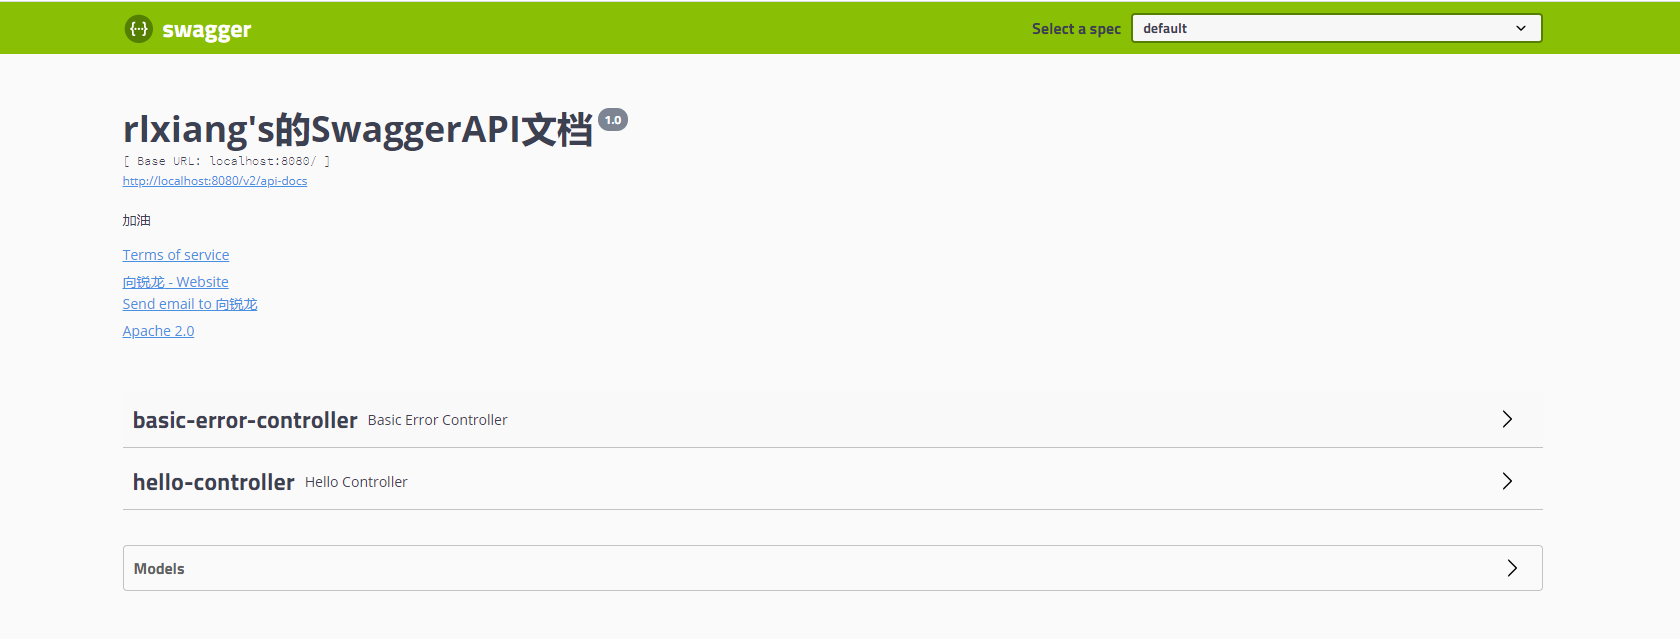 {··} swagger
Select a spec default
rlxiang's的SwaggerAPI文档 1.0
[ Base URL: localhost:8080/ ]
http://localhost:8080/v2/api-docs
加油
Terms of service
向锐龙 - Website
Send email to 向锐龙
Apache 2.0
basic-error-controller Basic Error Controller
hello-controller Hello Controller
Models